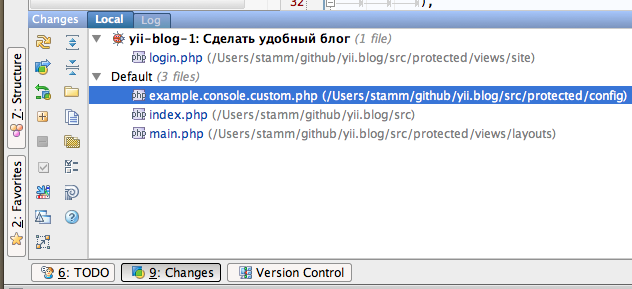 32
),
Changes Local Log
yii-blog-1: Сделать удобный блог (1 file)
login.php (/Users/stamm/github/yii.blog/src/protected/views/site)
Default (3 files)
example.console.custom.php (/Users/stamm/github/yii.blog/src/protected/config)
index.php (/Users/stamm/github/yii.blog/src)
main.php (/Users/stamm/github/yii.blog/src/protected/views/layouts)
Z: Structure
2: Favorites
6: TODO 9: Changes Version Control